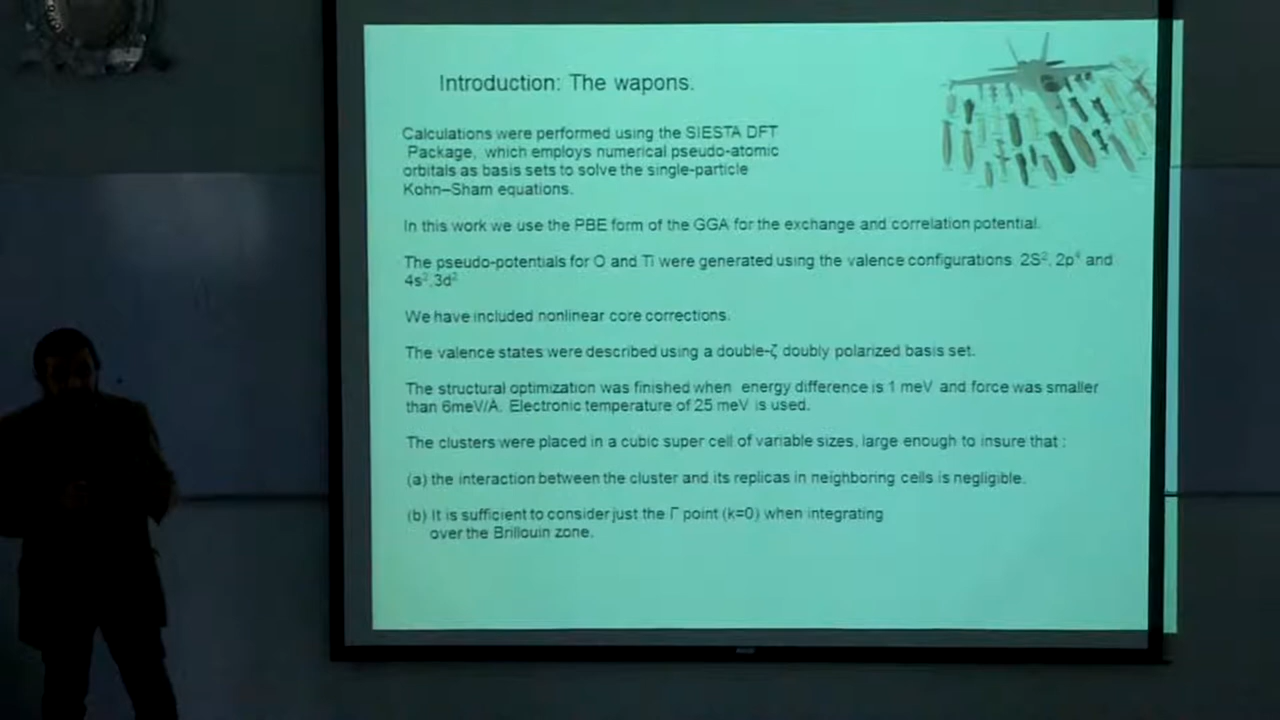 Introduction: The wapons.
Calculations were performed using the SIESTA DFT
Package, which employs numerical pseudo-atomic
orbitals as basis sets to solve the single-particle
Kohn–Sham equations.
In this work we use the PBE form of the GGA for the exchange and correlation potential.
The pseudo-potentials for O and Ti were generated using the valence configurations 2S², 2p⁴ and
4s²,3d²
We have included nonlinear core corrections.
The valence states were described using a double-ζ doubly polarized basis set.
The structural optimization was finished when energy difference is 1 meV and force was smaller
than 6meV/A. Electronic temperature of 25 meV is used.
The clusters were placed in a cubic super cell of variable sizes, large enough to insure that :
(a) the interaction between the cluster and its replicas in neighboring cells is negligible.
(b) It is sufficient to consider just the Γ point (k=0) when integrating
over the Brillouin zone.